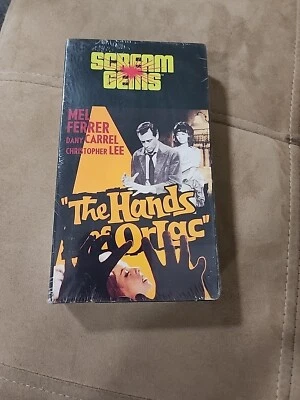 SCREAM
GEMS
MEL
FERRER
DANY CARREL
CHRISTOPHER LEE
"The Hands
of Orlac"